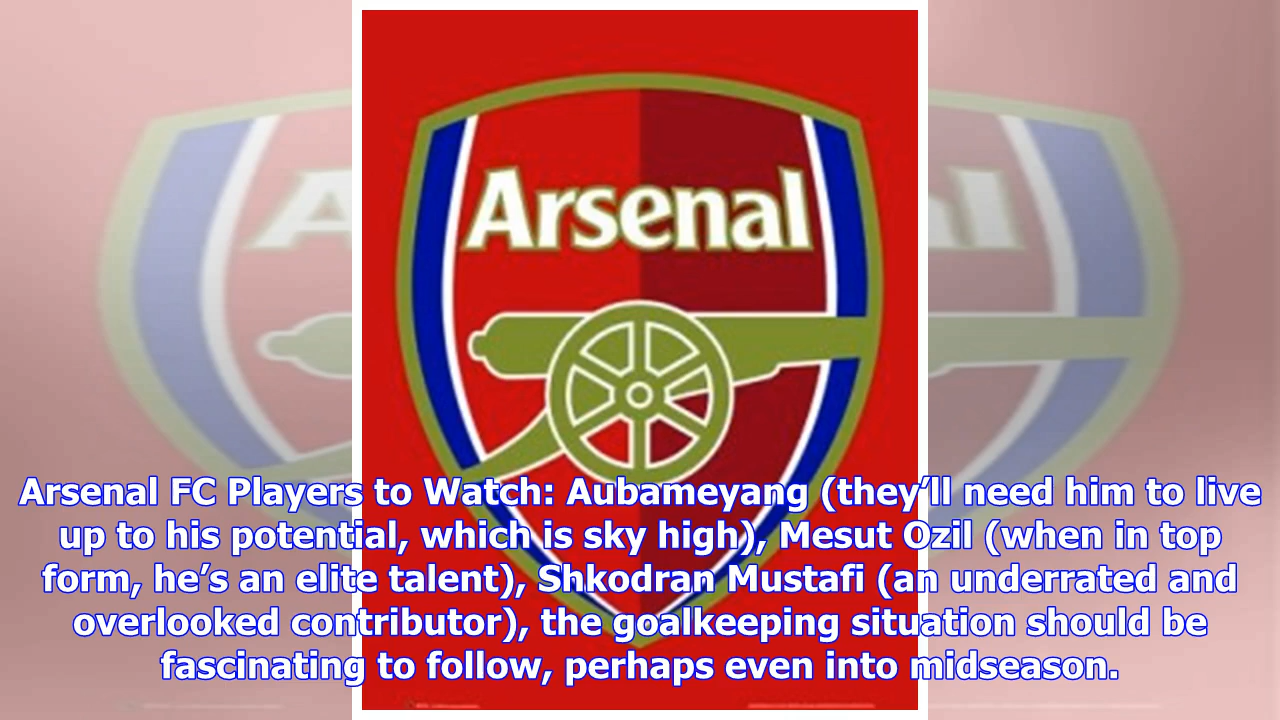 Arsenal
Arsenal FC Players to Watch: Aubameyang (they’ll need him to live
up to his potential, which is sky high), Mesut Ozil (when in top
form, he’s an elite talent), Shkodran Mustafi (an underrated and
overlooked contributor), the goalkeeping situation should be
fascinating to follow, perhaps even into midseason.